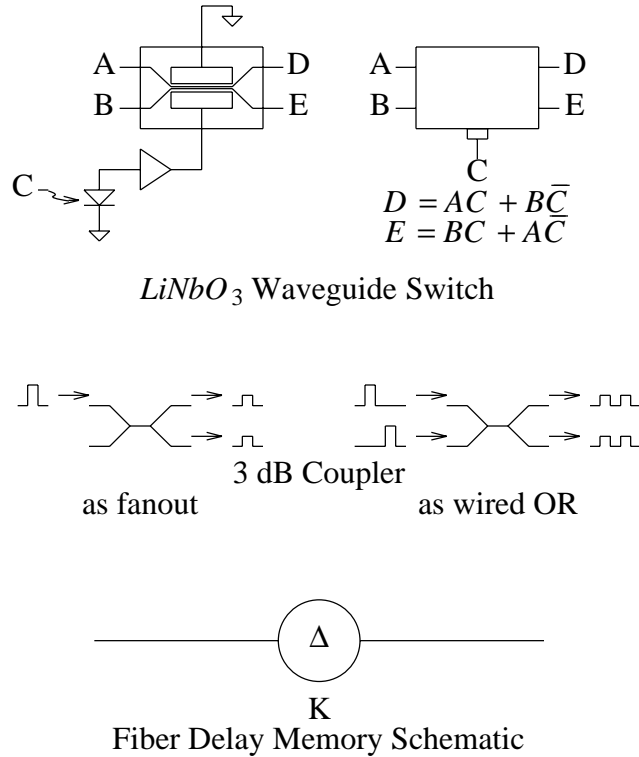 A
B
D
E
C
A
B
D
E
C
D = AC + BC̅
E = BC + AC̅
LiNbO₃ Waveguide Switch
3 dB Coupler
as fanout
as wired OR
Δ
K
Fiber Delay Memory Schematic